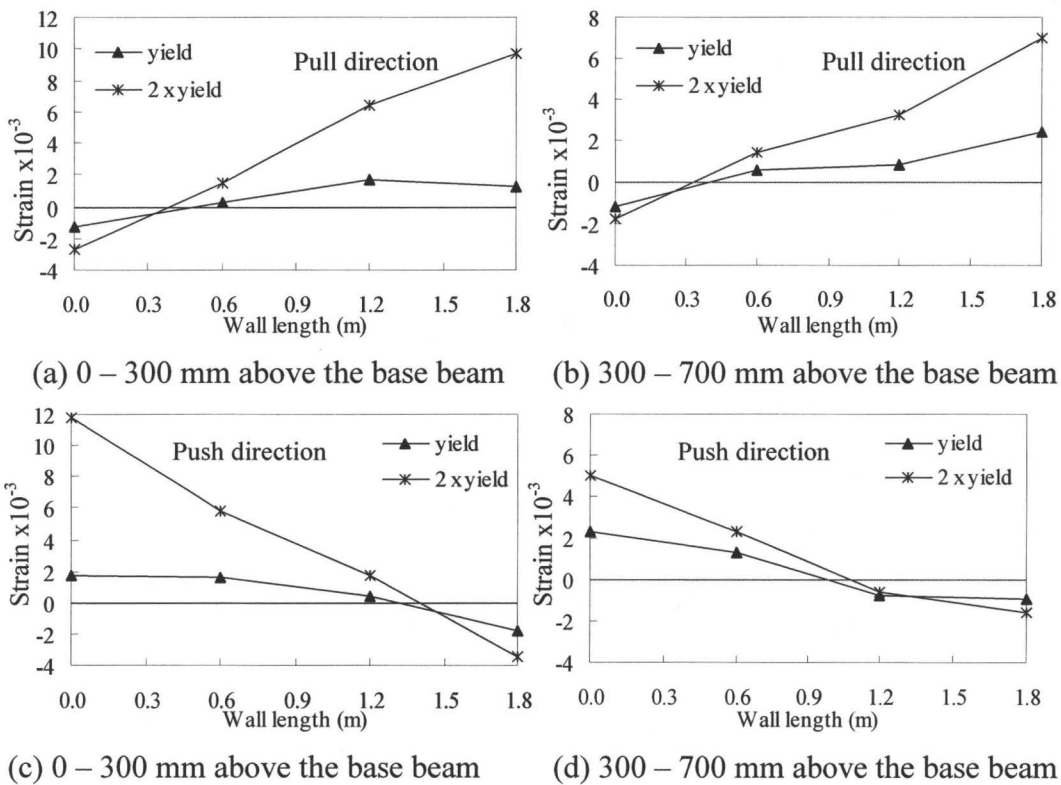 12
10
8
6
4
2
0
-2
-4
Strain x10⁻³
yield
2 x yield
Pull direction
0.0 0.3 0.6 0.9 1.2 1.5 1.8
Wall length (m)
(a) 0 – 300 mm above the base beam
8
6
4
2
0
-2
-4
Strain x10⁻³
yield
2 x yield
Pull direction
0.0 0.3 0.6 0.9 1.2 1.5 1.8
Wall length (m)
(b) 300 – 700 mm above the base beam
12
10
8
6
4
2
0
-2
-4
Strain x10⁻³
Push direction
yield
2 x yield
0.0 0.3 0.6 0.9 1.2 1.5 1.8
Wall length (m)
(c) 0 – 300 mm above the base beam
8
6
4
2
0
-2
-4
Strain x10⁻³
Push direction
yield
2 x yield
0.0 0.3 0.6 0.9 1.2 1.5 1.8
Wall length (m)
(d) 300 – 700 mm above the base beam